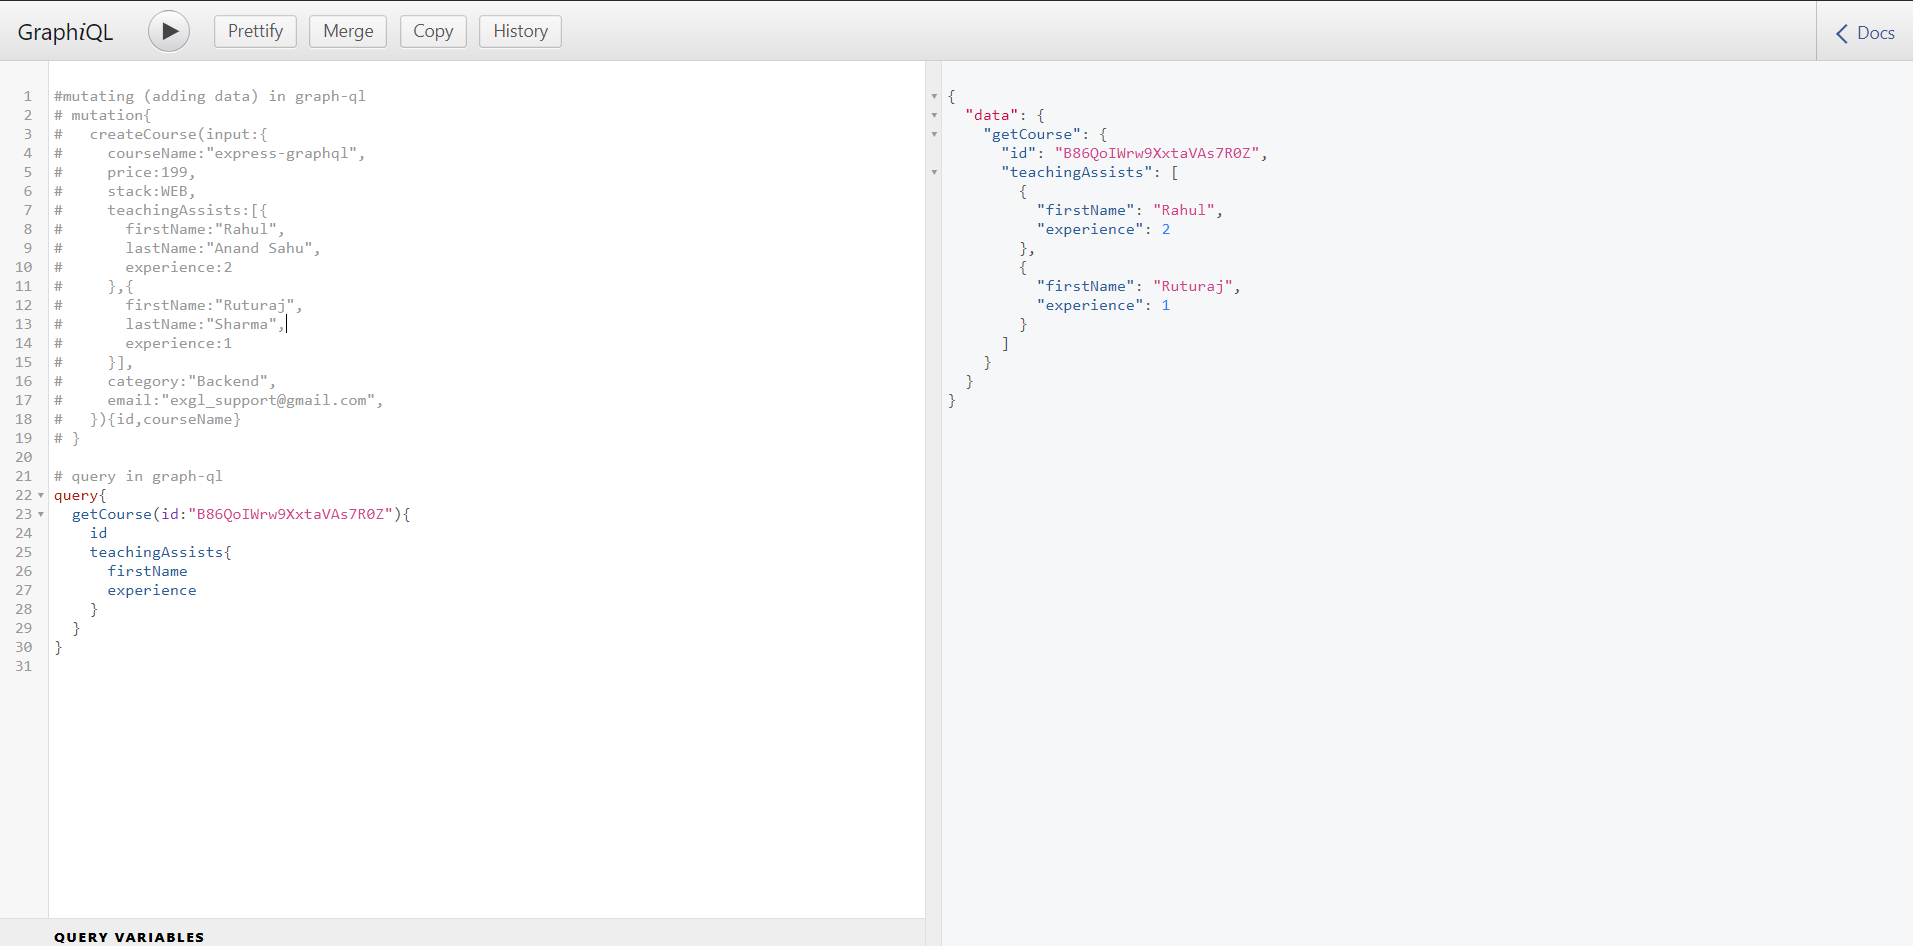 GraphiQL Prettify Merge Copy History Docs
1 #mutating (adding data) in graph-ql
2 # mutation{
3 #   createCourse(input:{
4 #     courseName:"express-graphql",
5 #     price:199,
6 #     stack:WEB,
7 #     teachingAssists:[{
8 #       firstName:"Rahul",
9 #       lastName:"Anand Sahu",
10 #       experience:2
11 #     },{
12 #       firstName:"Ruturaj",
13 #       lastName:"Sharma",
14 #       experience:1
15 #     }],
16 #     category:"Backend",
17 #     email:"exgl_support@gmail.com",
18 #   }){id,courseName}
19 # }
20
21 # query in graph-ql
22 query{
23   getCourse(id:"B86QoIWrw9XxtaVAs7R0Z"){
24     id
25     teachingAssists{
26       firstName
27       experience
28     }
29   }
30 }
31
QUERY VARIABLES
{
  "data": {
    "getCourse": {
      "id": "B86QoIWrw9XxtaVAs7R0Z",
      "teachingAssists": [
        {
          "firstName": "Rahul",
          "experience": 2
        },
        {
          "firstName": "Ruturaj",
          "experience": 1
        }
      ]
    }
  }
}